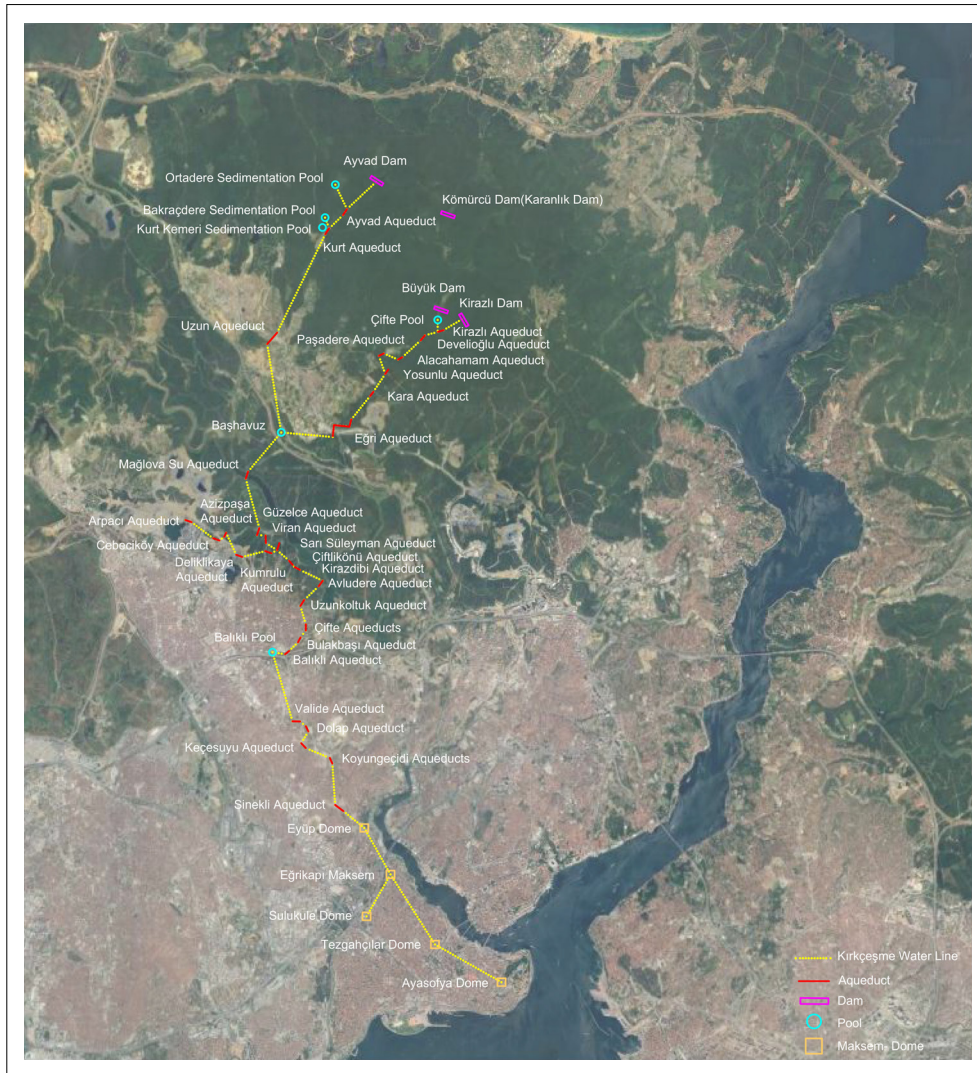 Ayvad Dam
Ortadere Sedimentation Pool
Kömürcü Dam(Karanlık Dam)
Bakraçdere Sedimentation Pool
Ayvad Aqueduct
Kurt Kemeri Sedimentation Pool
Kurt Aqueduct
Büyük Dam
Kirazlı Dam
Çifte Pool
Uzun Aqueduct
Kirazlı Aqueduct
Paşadere Aqueduct
Develioğlu Aqueduct
Alacahamam Aqueduct
Yosunlu Aqueduct
Kara Aqueduct
Başhavuz
Eğri Aqueduct
Mağlova Su Aqueduct
Azizpaşa
Aqueduct
Güzelce Aqueduct
Arpacı Aqueduct
Viran Aqueduct
Cebeciköy Aqueduct
Sarı Süleyman Aqueduct
Çiftlikönü Aqueduct
Deliklikaya
Aqueduct
Kumrulu
Aqueduct
Kirazdibi Aqueduct
Avludere Aqueduct
Uzunkoltuk Aqueduct
Çifte Aqueducts
Balıklı Pool
Bulakbaşı Aqueduct
Balıklı Aqueduct
Valide Aqueduct
Dolap Aqueduct
Keçesuyu Aqueduct
Koyungeçidi Aqueducts
Sinekli Aqueduct
Eyüp Dome
Eğrikapı Maksem
Sulukule Dome
Tezgahçılar Dome
Ayasofya Dome
Kırkçeşme Water Line
Aqueduct
Dam
Pool
Maksem- Dome